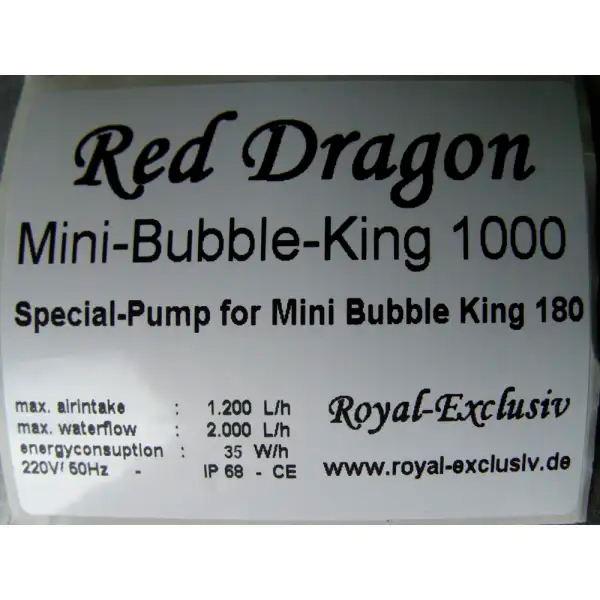 Red Dragon
Mini-Bubble-King 1000
Special-Pump for Mini Bubble King 180
max. airintake : 1.200 L/h
max. waterflow : 2.000 L/h
energyconsuption : 35 W/h
220V/ 50Hz - IP 68 - CE
Royal-Exclusiv
www.royal-exclusiv.de